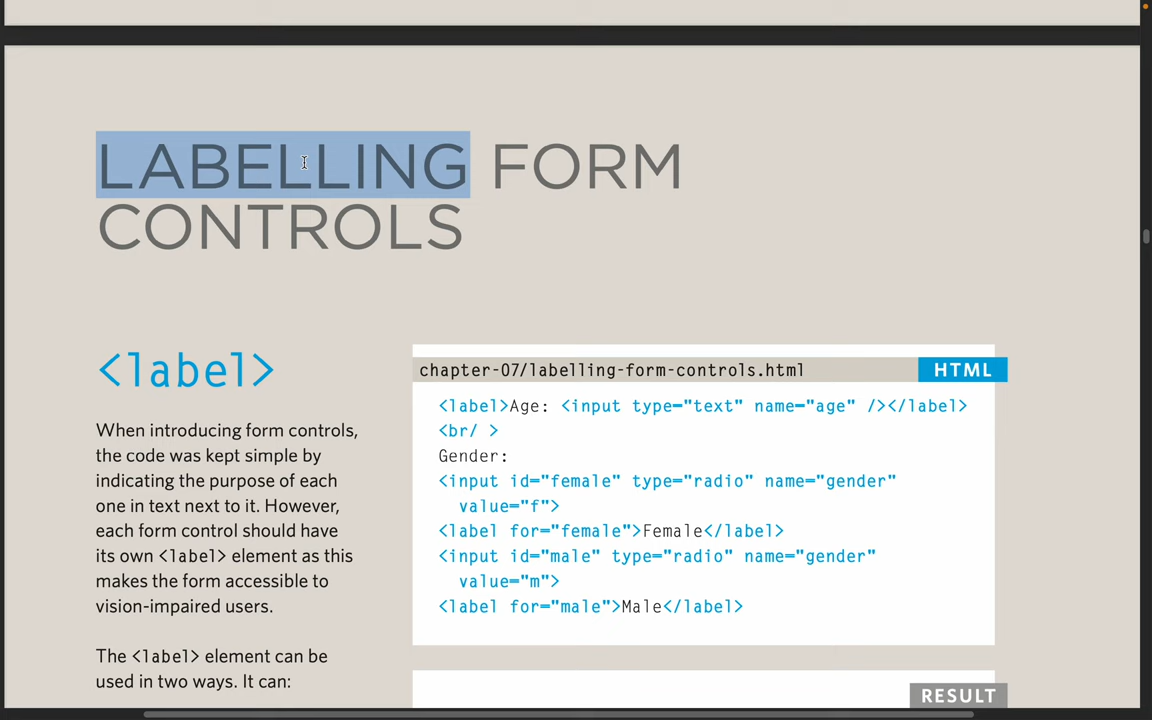 LABELLING FORM
CONTROLS
<label>
When introducing form controls,
the code was kept simple by
indicating the purpose of each
one in text next to it. However,
each form control should have
its own <label> element as this
makes the form accessible to
vision-impaired users.
The <label> element can be
used in two ways. It can:
chapter-07/labelling-form-controls.html HTML
<label>Age: <input type="text" name="age" /></label>
<br/ >
Gender:
<input id="female" type="radio" name="gender"
value="f">
<label for="female">Female</label>
<input id="male" type="radio" name="gender"
value="m">
<label for="male">Male</label>
RESULT